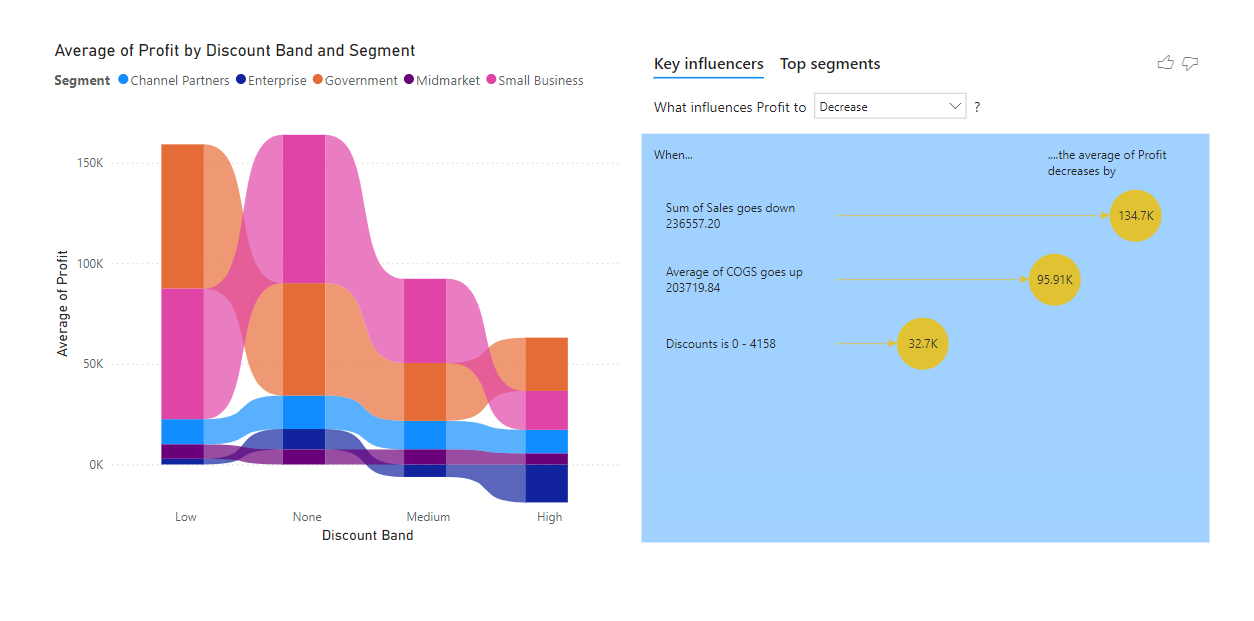 Average of Profit by Discount Band and Segment
Segment Channel Partners Enterprise Government Midmarket Small Business
150K
100K
50K
0K
Average of Profit
Low None Medium High
Discount Band
Key influencers Top segments
What influences Profit to Decrease ?
When...
....the average of Profit
decreases by
Sum of Sales goes down
236557.20
134.7K
Average of COGS goes up
203719.84
95.91K
Discounts is 0 - 4158
32.7K